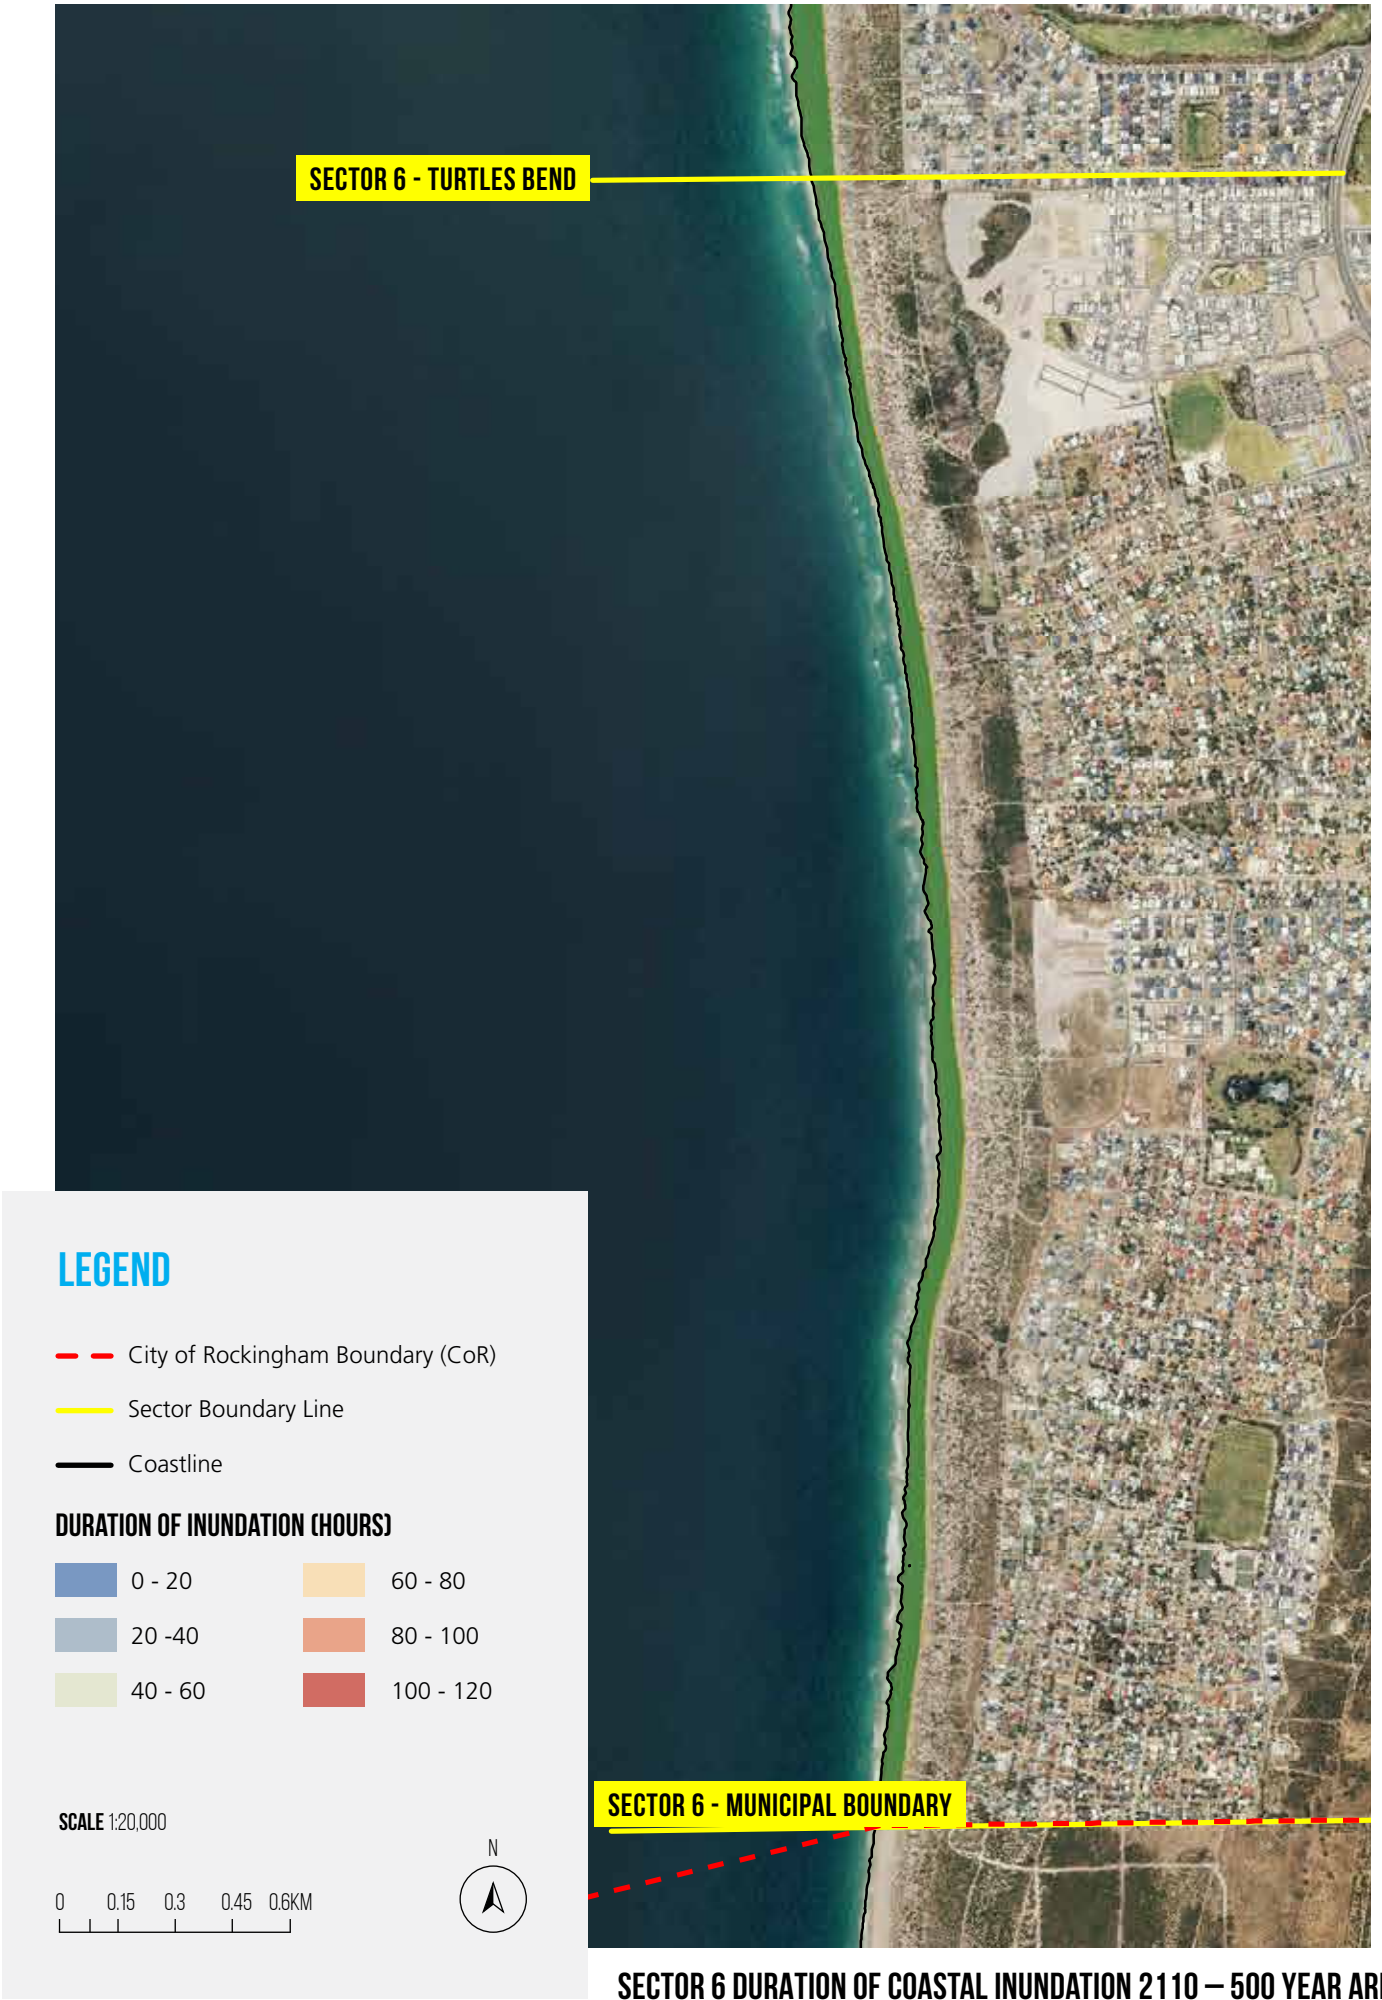 SECTOR 6 - TURTLES BEND
LEGEND
City of Rockingham Boundary (CoR)
Sector Boundary Line
Coastline
DURATION OF INUNDATION (HOURS)
0 - 20
60 - 80
20 -40
80 - 100
40 - 60
100 - 120
SECTOR 6 - MUNICIPAL BOUNDARY
SCALE 1:20,000
N
0 0.15 0.3 0.45 0.6KM
SECTOR 6 DURATION OF COASTAL INUNDATION 2110 – 500 YEAR ARI